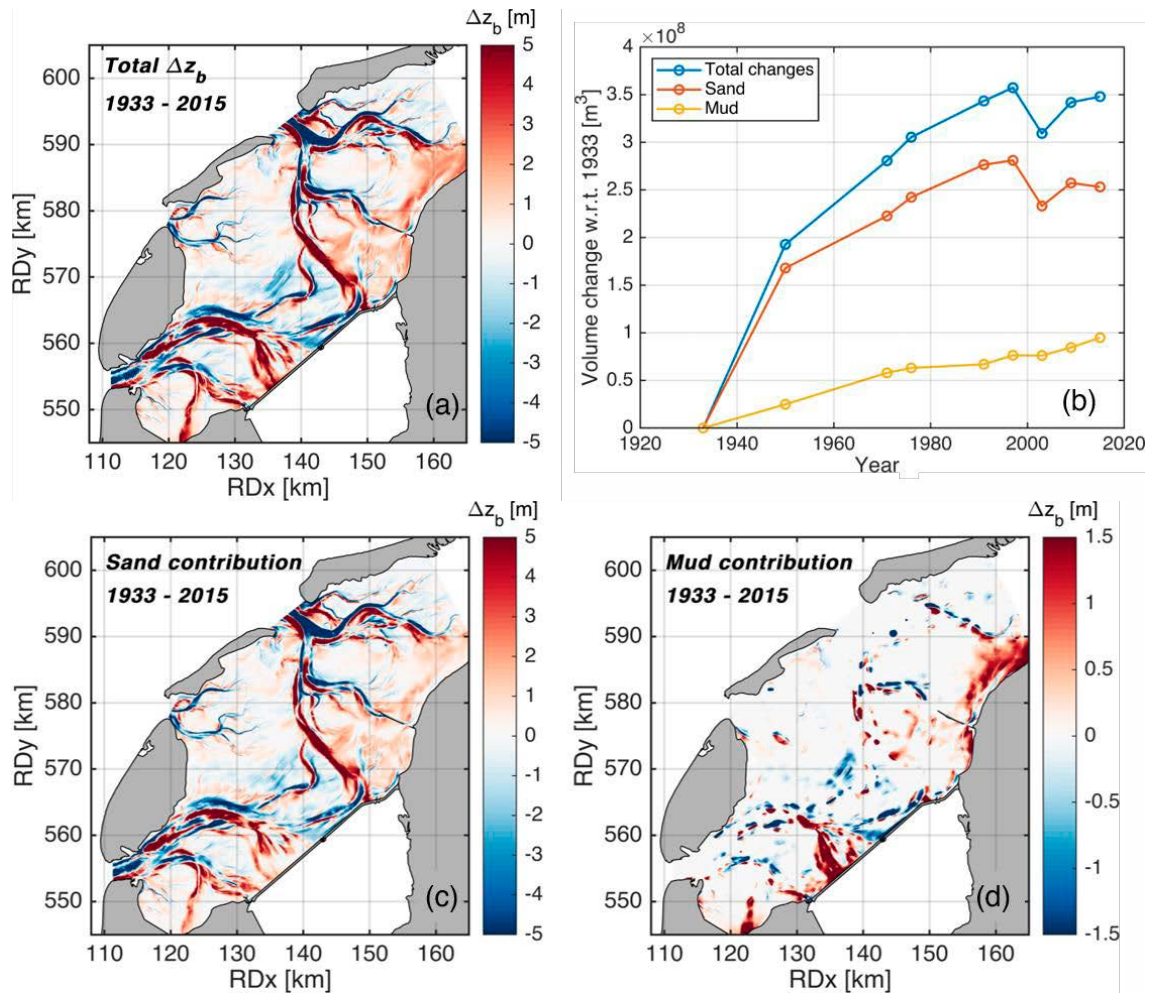 Δz_b [m]
Total Δz_b
1933 - 2015
600
590
580
570
560
550
RDy [km]
110 120 130 140 150 160
RDx [km]
5
4
3
2
1
0
-1
-2
-3
-4
-5
(a)
×10⁸
4
3.5
3
2.5
2
1.5
1
0.5
0
Volume change w.r.t. 1933 [m³]
Total changes
Sand
Mud
(b)
1920 1940 1960 1980 2000 2020
Year
Δz_b [m]
Sand contribution
1933 - 2015
600
590
580
570
560
550
RDy [km]
110 120 130 140 150 160
RDx [km]
5
4
3
2
1
0
-1
-2
-3
-4
-5
(c)
Δz_b [m]
Mud contribution
1933 - 2015
600
590
580
570
560
550
RDy [km]
110 120 130 140 150 160
RDx [km]
1.5
1
0.5
0
-0.5
-1
-1.5
(d)